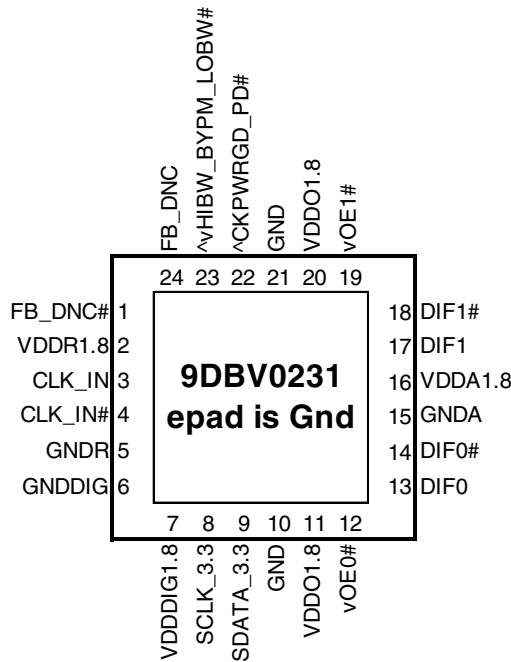 FB_DNC
^vHIBW_BYPM_LOBW#
^CKPWRGD_PD#
GND
VDDO1.8
vOE1#
24 23 22 21 20 19
FB_DNC# 1
VDDR1.8 2
CLK_IN 3
CLK_IN# 4
GNDR 5
GNDDIG 6
9DBV0231
epad is Gnd
18 DIF1#
17 DIF1
16 VDDA1.8
15 GNDA
14 DIF0#
13 DIF0
7 8 9 10 11 12
VDDDIG1.8
SCLK_3.3
SDATA_3.3
GND
VDDO1.8
vOE0#